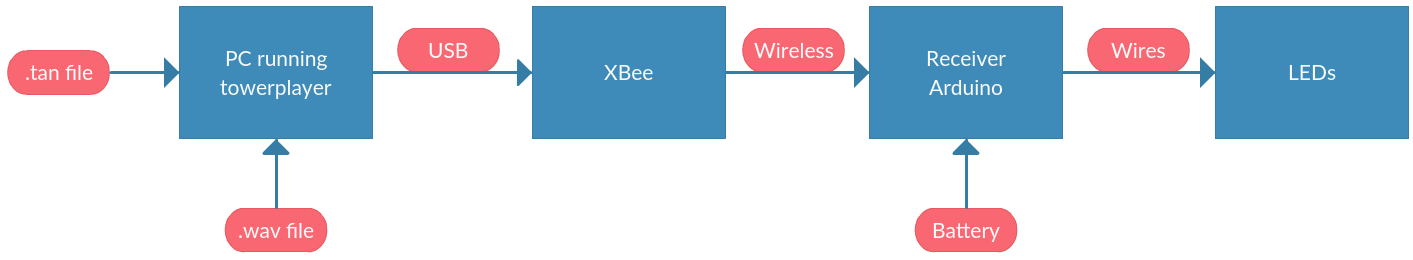 .tan file
PC running
towerplayer
USB
XBee
Wireless
Receiver
Arduino
Wires
LEDs
.wav file
Battery